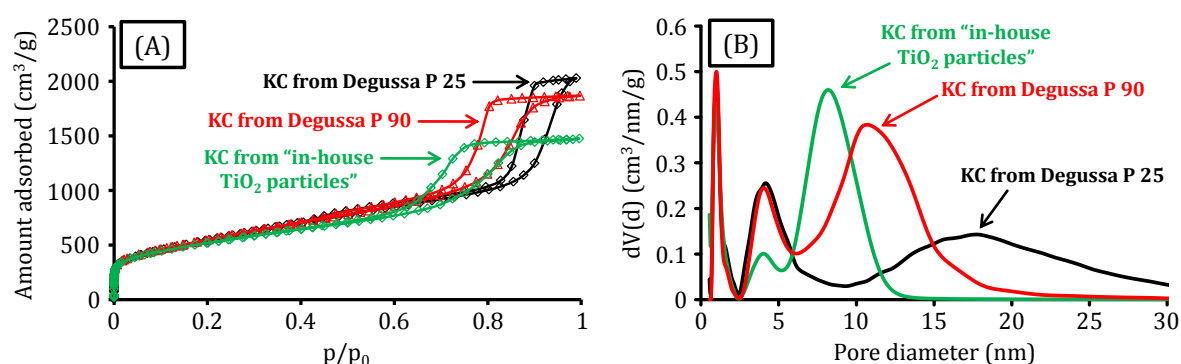 (A)
Amount adsorbed (cm³/g)
2500
2000
1500
1000
500
0
KC from Degussa P 25
KC from Degussa P 90
KC from “in-house
TiO₂ particles”
0
0.2
0.4
0.6
0.8
1
p/p₀
(B)
dV(d) (cm³/nm/g)
0.6
0.5
0.4
0.3
0.2
0.1
0.0
KC from “in-house
TiO₂ particles”
KC from Degussa P 90
KC from Degussa P 25
0
5
10
15
20
25
30
Pore diameter (nm)